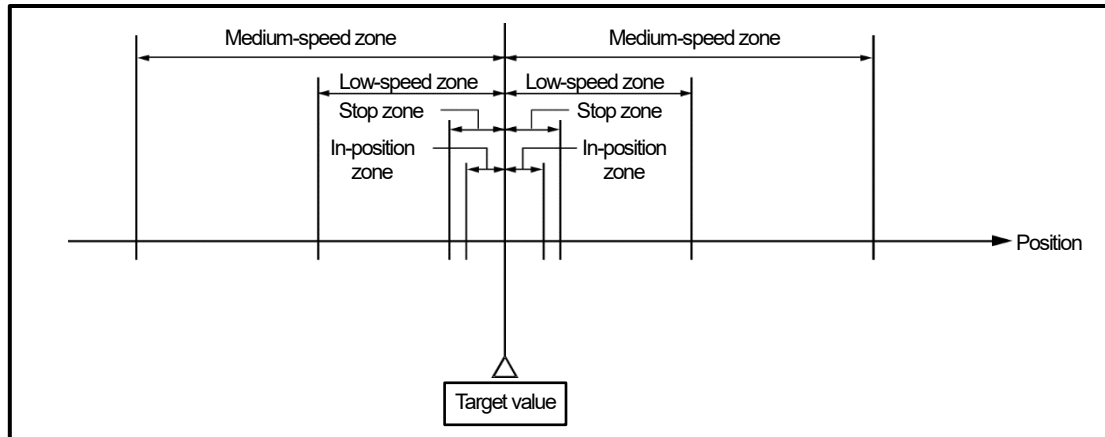 Medium-speed zone
Medium-speed zone
Low-speed zone
Low-speed zone
Stop zone
Stop zone
In-position
zone
In-position
zone
Position
Target value